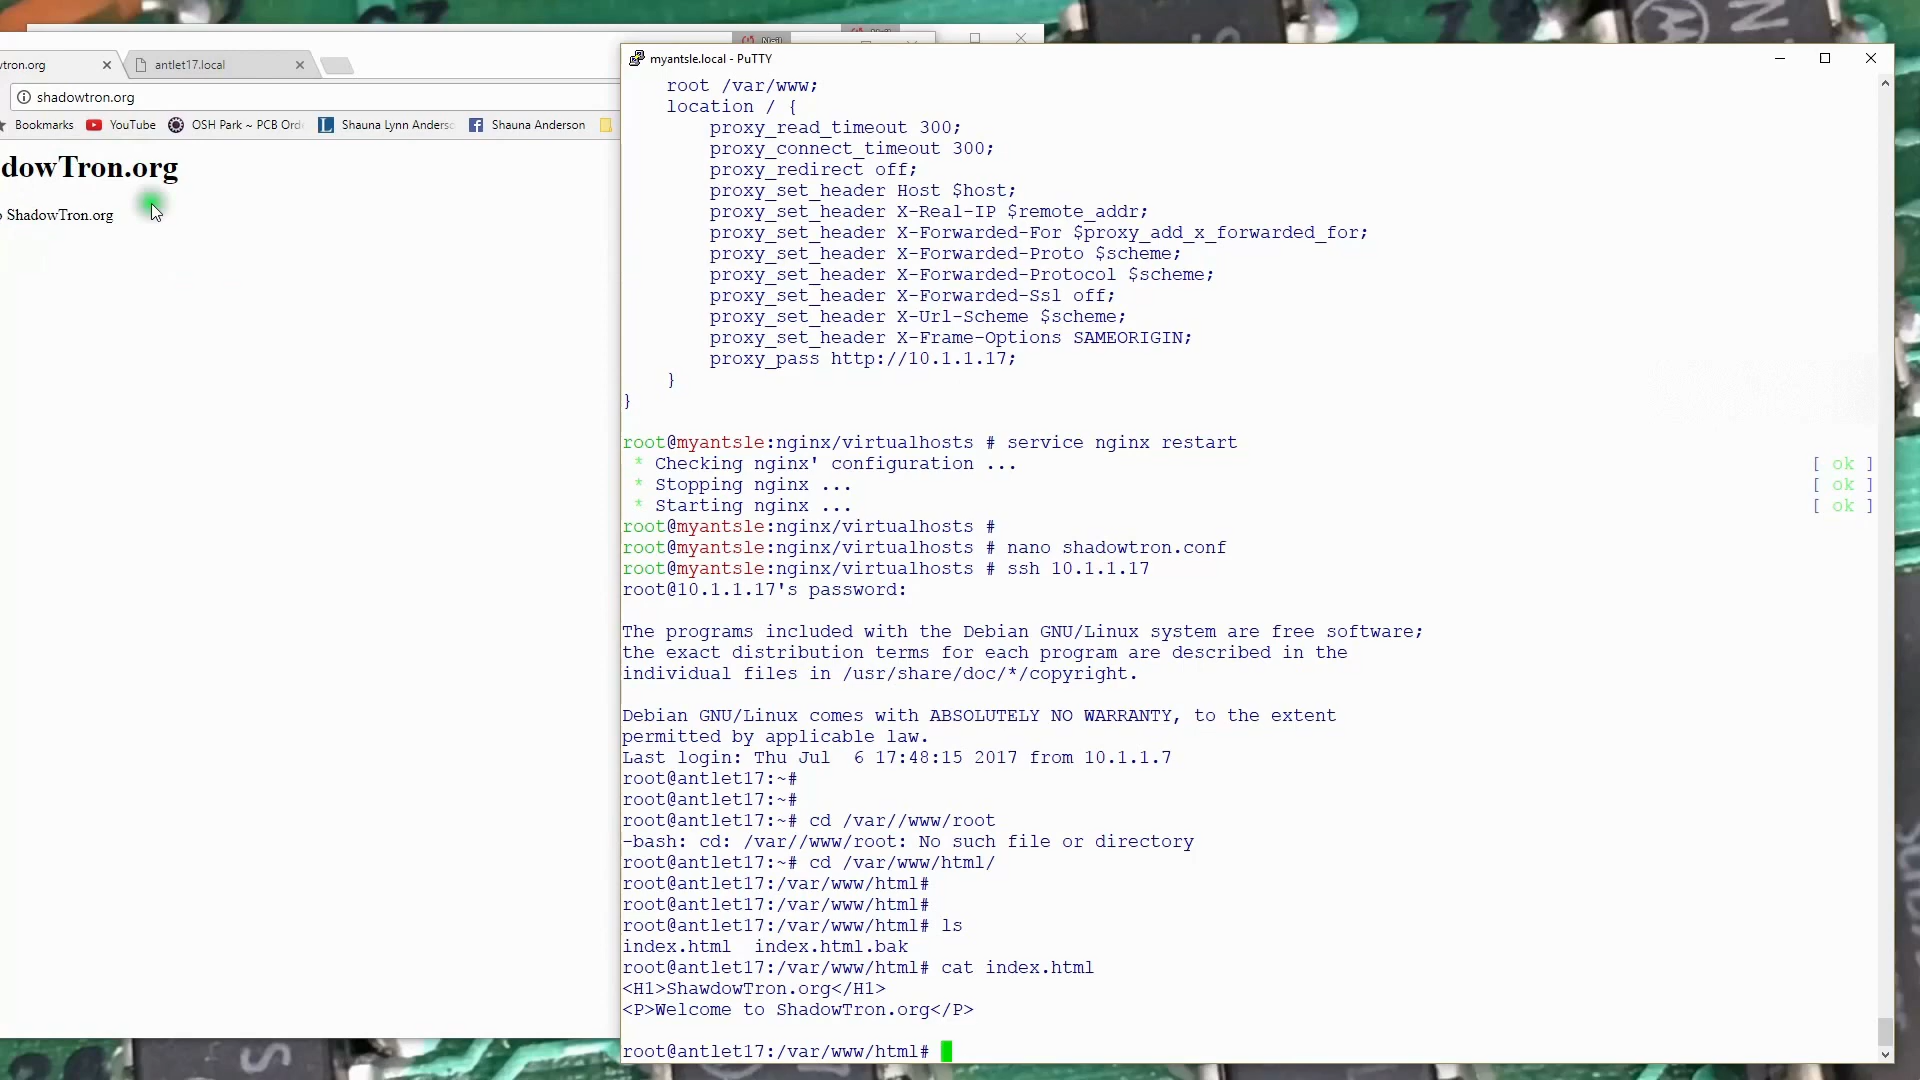 tron.org
antlet17.local
shadowtron.org
Bookmarks YouTube OSH Park ~ PCB Ord Shauna Lynn Anders Shauna Anderson
dowTron.org
o ShadowTron.org
myantsle.local - PuTTY
root /var/www;
location / {
proxy_read_timeout 300;
proxy_connect_timeout 300;
proxy_redirect off;
proxy_set_header Host $host;
proxy_set_header X-Real-IP $remote_addr;
proxy_set_header X-Forwarded-For $proxy_add_x_forwarded_for;
proxy_set_header X-Forwarded-Proto $scheme;
proxy_set_header X-Forwarded-Protocol $scheme;
proxy_set_header X-Forwarded-Ssl off;
proxy_set_header X-Url-Scheme $scheme;
proxy_set_header X-Frame-Options SAMEORIGIN;
proxy_pass http://10.1.1.17;
}
}
root@myantsle:nginx/virtualhosts # service nginx restart
* Checking nginx' configuration ... [ ok ]
* Stopping nginx ... [ ok ]
* Starting nginx ... [ ok ]
root@myantsle:nginx/virtualhosts #
root@myantsle:nginx/virtualhosts # nano shadowtron.conf
root@myantsle:nginx/virtualhosts # ssh 10.1.1.17
root@10.1.1.17's password:
The programs included with the Debian GNU/Linux system are free software;
the exact distribution terms for each program are described in the
individual files in /usr/share/doc/*/copyright.
Debian GNU/Linux comes with ABSOLUTELY NO WARRANTY, to the extent
permitted by applicable law.
Last login: Thu Jul  6 17:48:15 2017 from 10.1.1.7
root@antlet17:~#
root@antlet17:~#
root@antlet17:~# cd /var//www/root
-bash: cd: /var//www/root: No such file or directory
root@antlet17:~# cd /var/www/html/
root@antlet17:/var/www/html#
root@antlet17:/var/www/html#
root@antlet17:/var/www/html# ls
index.html  index.html.bak
root@antlet17:/var/www/html# cat index.html
<H1>ShawdowTron.org</H1>
<P>Welcome to ShadowTron.org</P>
root@antlet17:/var/www/html#